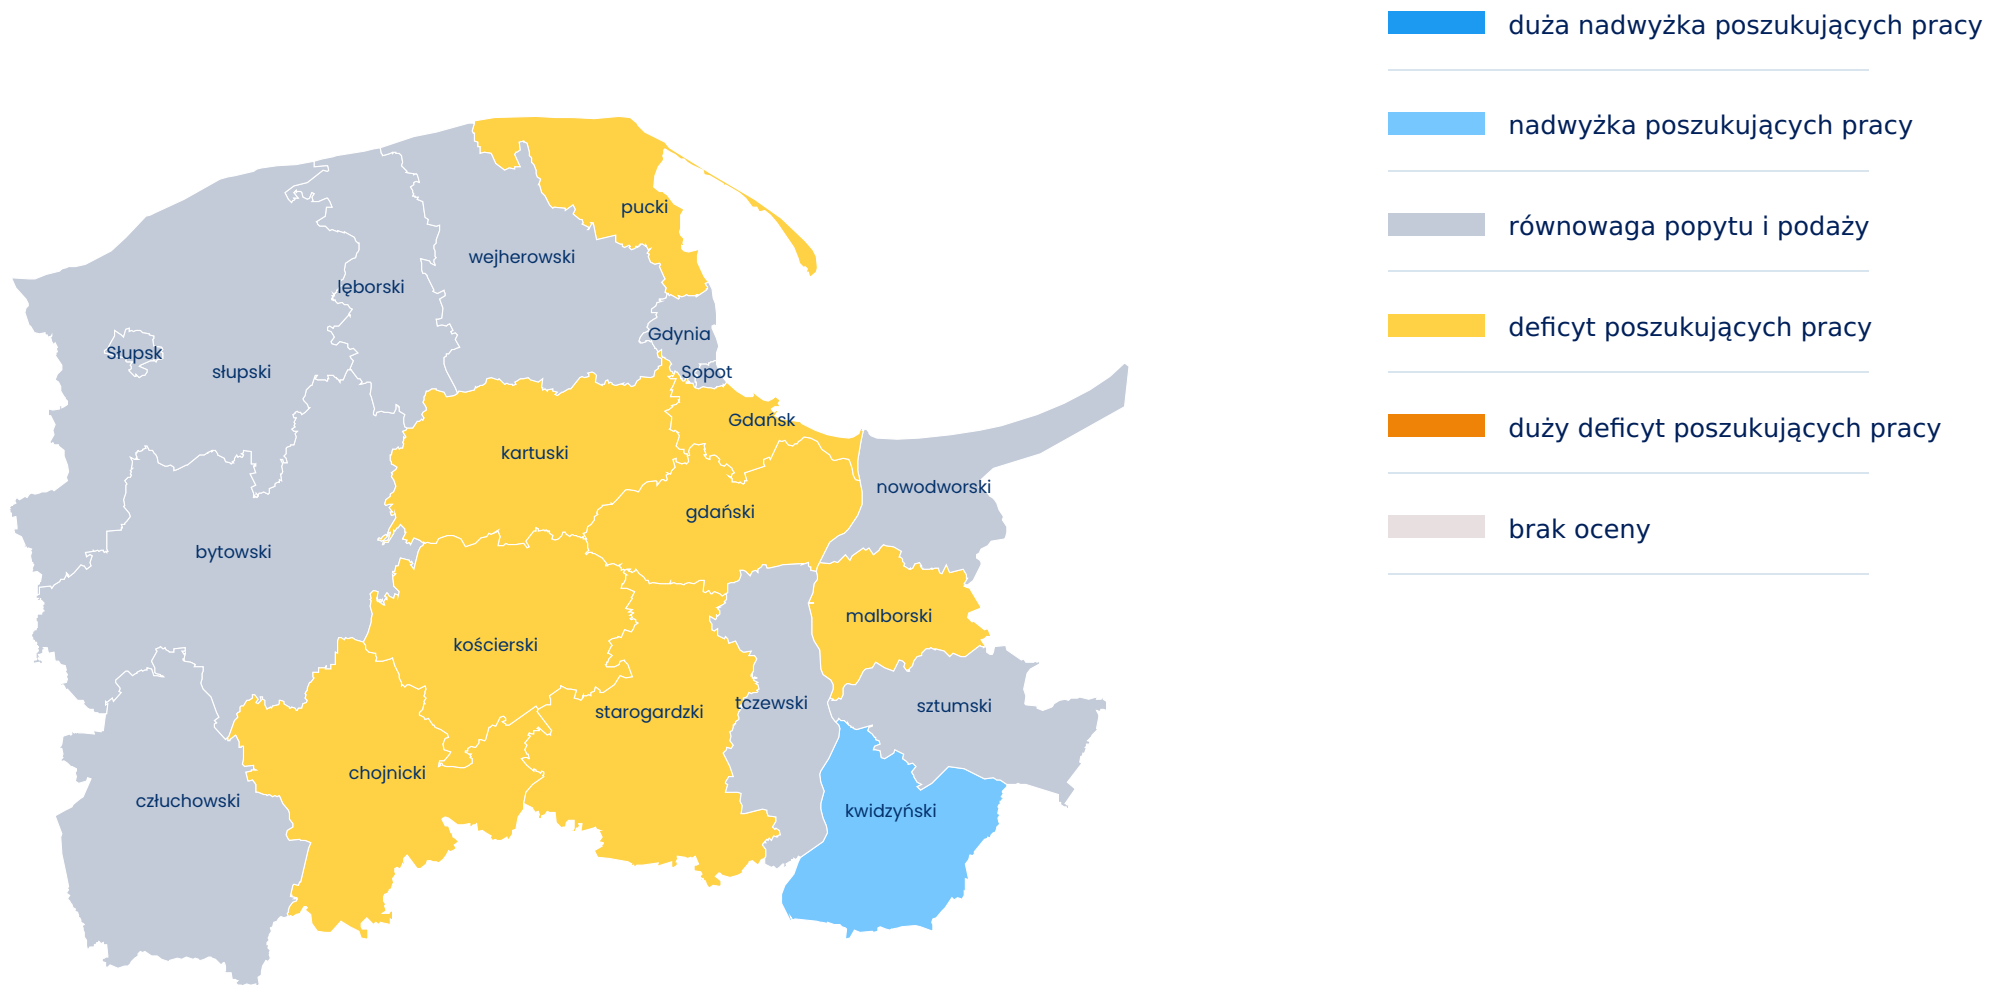 duża nadwyżka poszukujących pracy
nadwyżka poszukujących pracy
równowaga popytu i podaży
deficyt poszukujących pracy
duży deficyt poszukujących pracy
brak oceny
pucki
wejherowski
lęborski
Gdynia
Słupsk
słupski
Sopot
Gdańsk
kartuski
nowodworski
gdański
bytowski
malborski
kościerski
tczewski
sztumski
starogardzki
chojnicki
człuchowski
kwidzyński